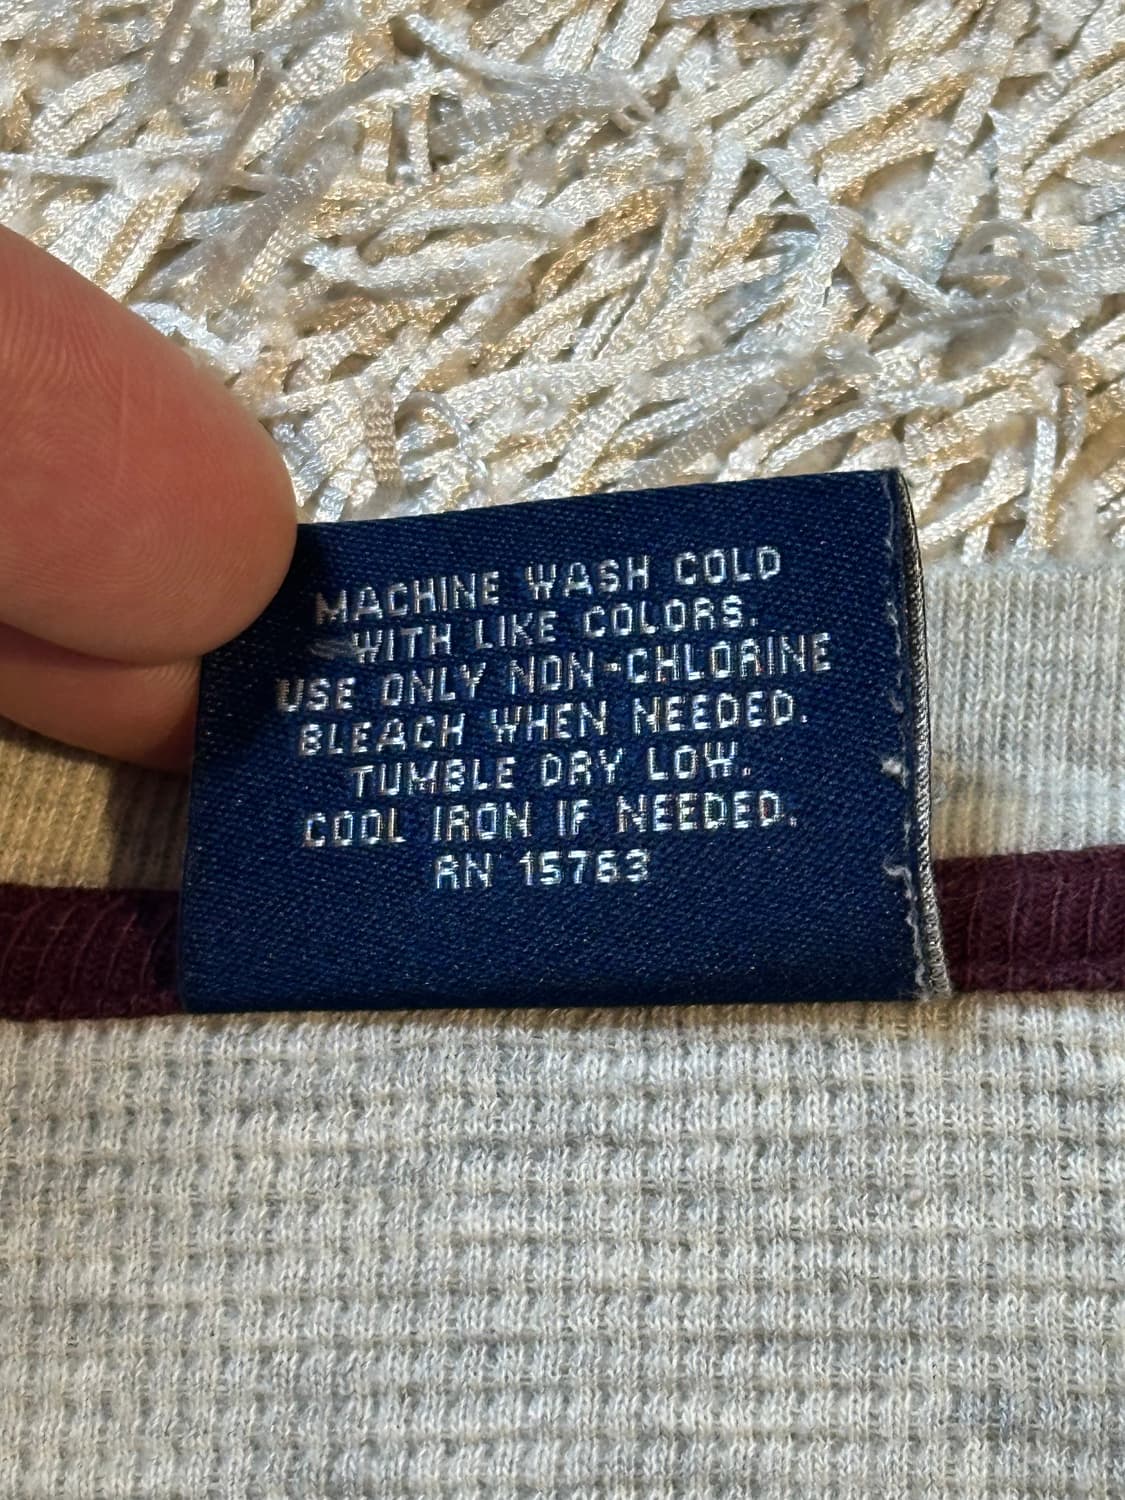 MACHINE WASH COLD
WITH LIKE COLORS.
USE ONLY NON-CHLORINE
BLEACH WHEN NEEDED.
TUMBLE DRY LOW.
COOL IRON IF NEEDED.
RN 15763